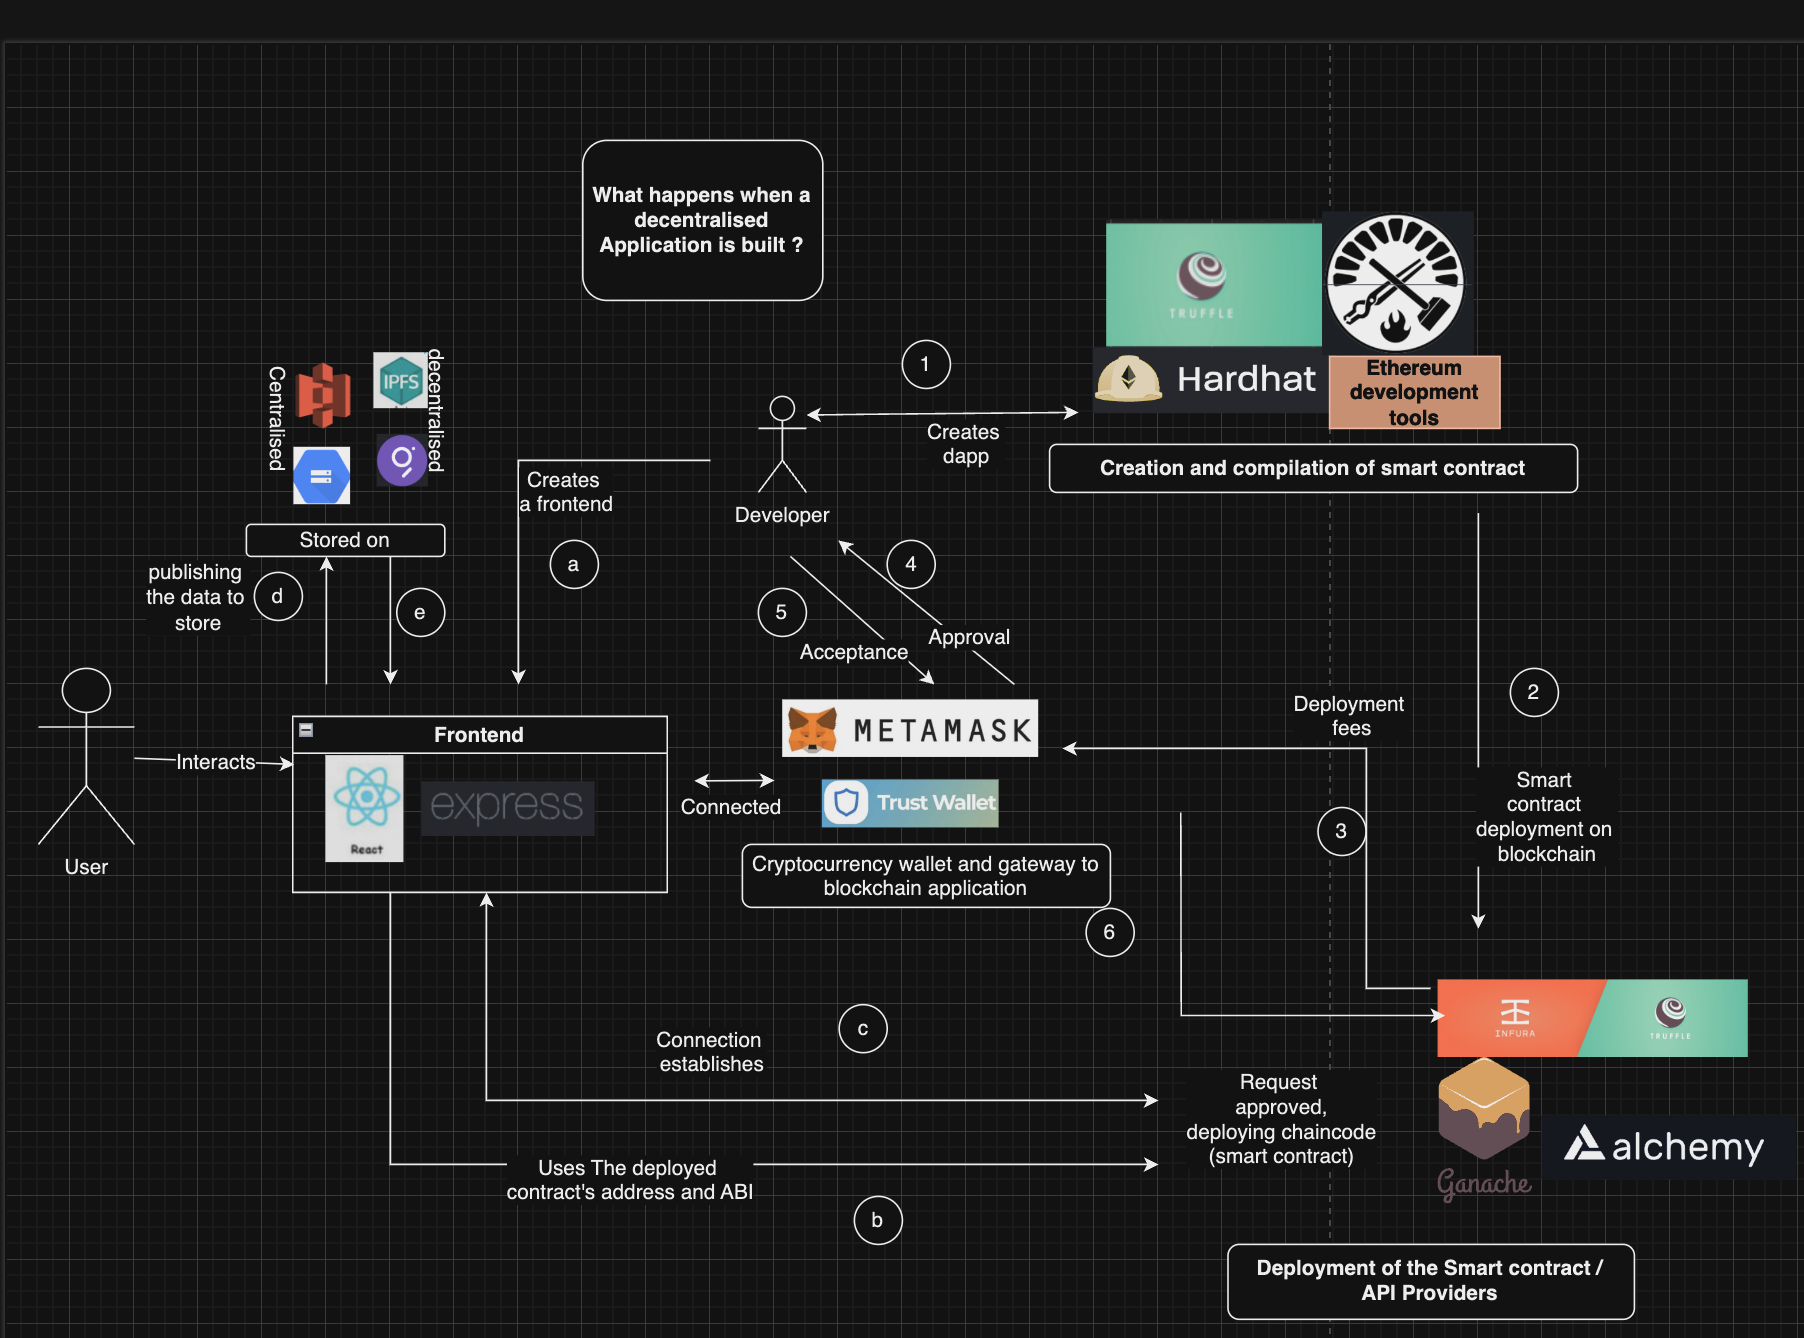 What happens when a
decentralised
Application is built ?
TRUFFLE
Hardhat
Ethereum
development
tools
Creation and compilation of smart contract
1
Creates
dapp
Centralised
IPFS
decentralised
Stored on
publishing
the data to
store
d
e
Creates
a frontend
a
Developer
4
5
Approval
Acceptance
METAMASK
Trust Wallet
Cryptocurrency wallet and gateway to
blockchain application
Connected
User
Interacts
Frontend
React
express
Deployment
fees
2
3
Smart
contract
deployment on
blockchain
6
c
Connection
establishes
INFURA
TRUFFLE
Request
approved,
deploying chaincode
(smart contract)
Ganache
alchemy
Uses The deployed
contract's address and ABI
b
Deployment of the Smart contract /
API Providers